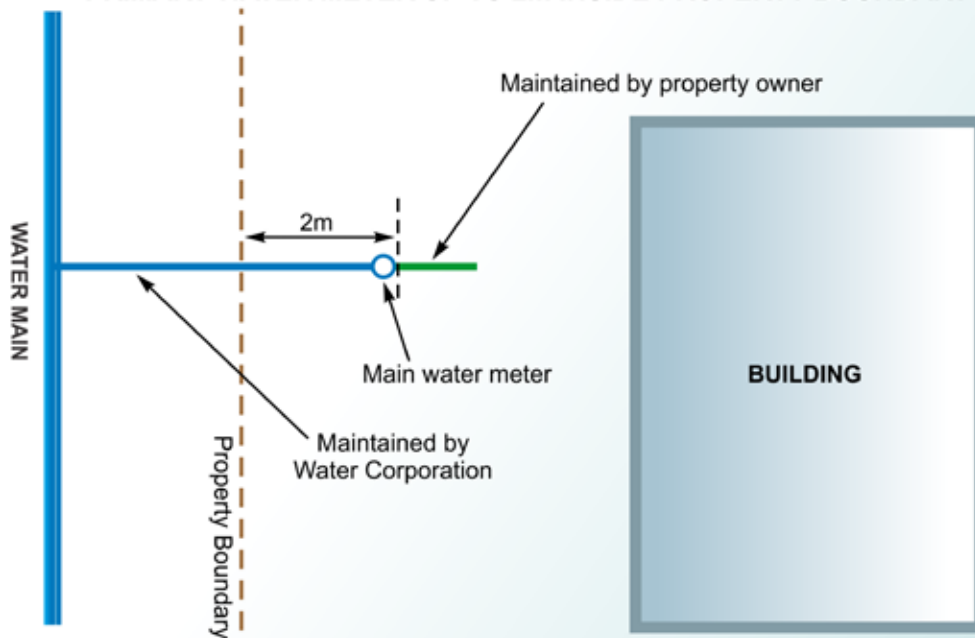 Maintained by property owner
2m
WATER MAIN
Main water meter
BUILDING
Maintained by
Water Corporation
Property Boundary